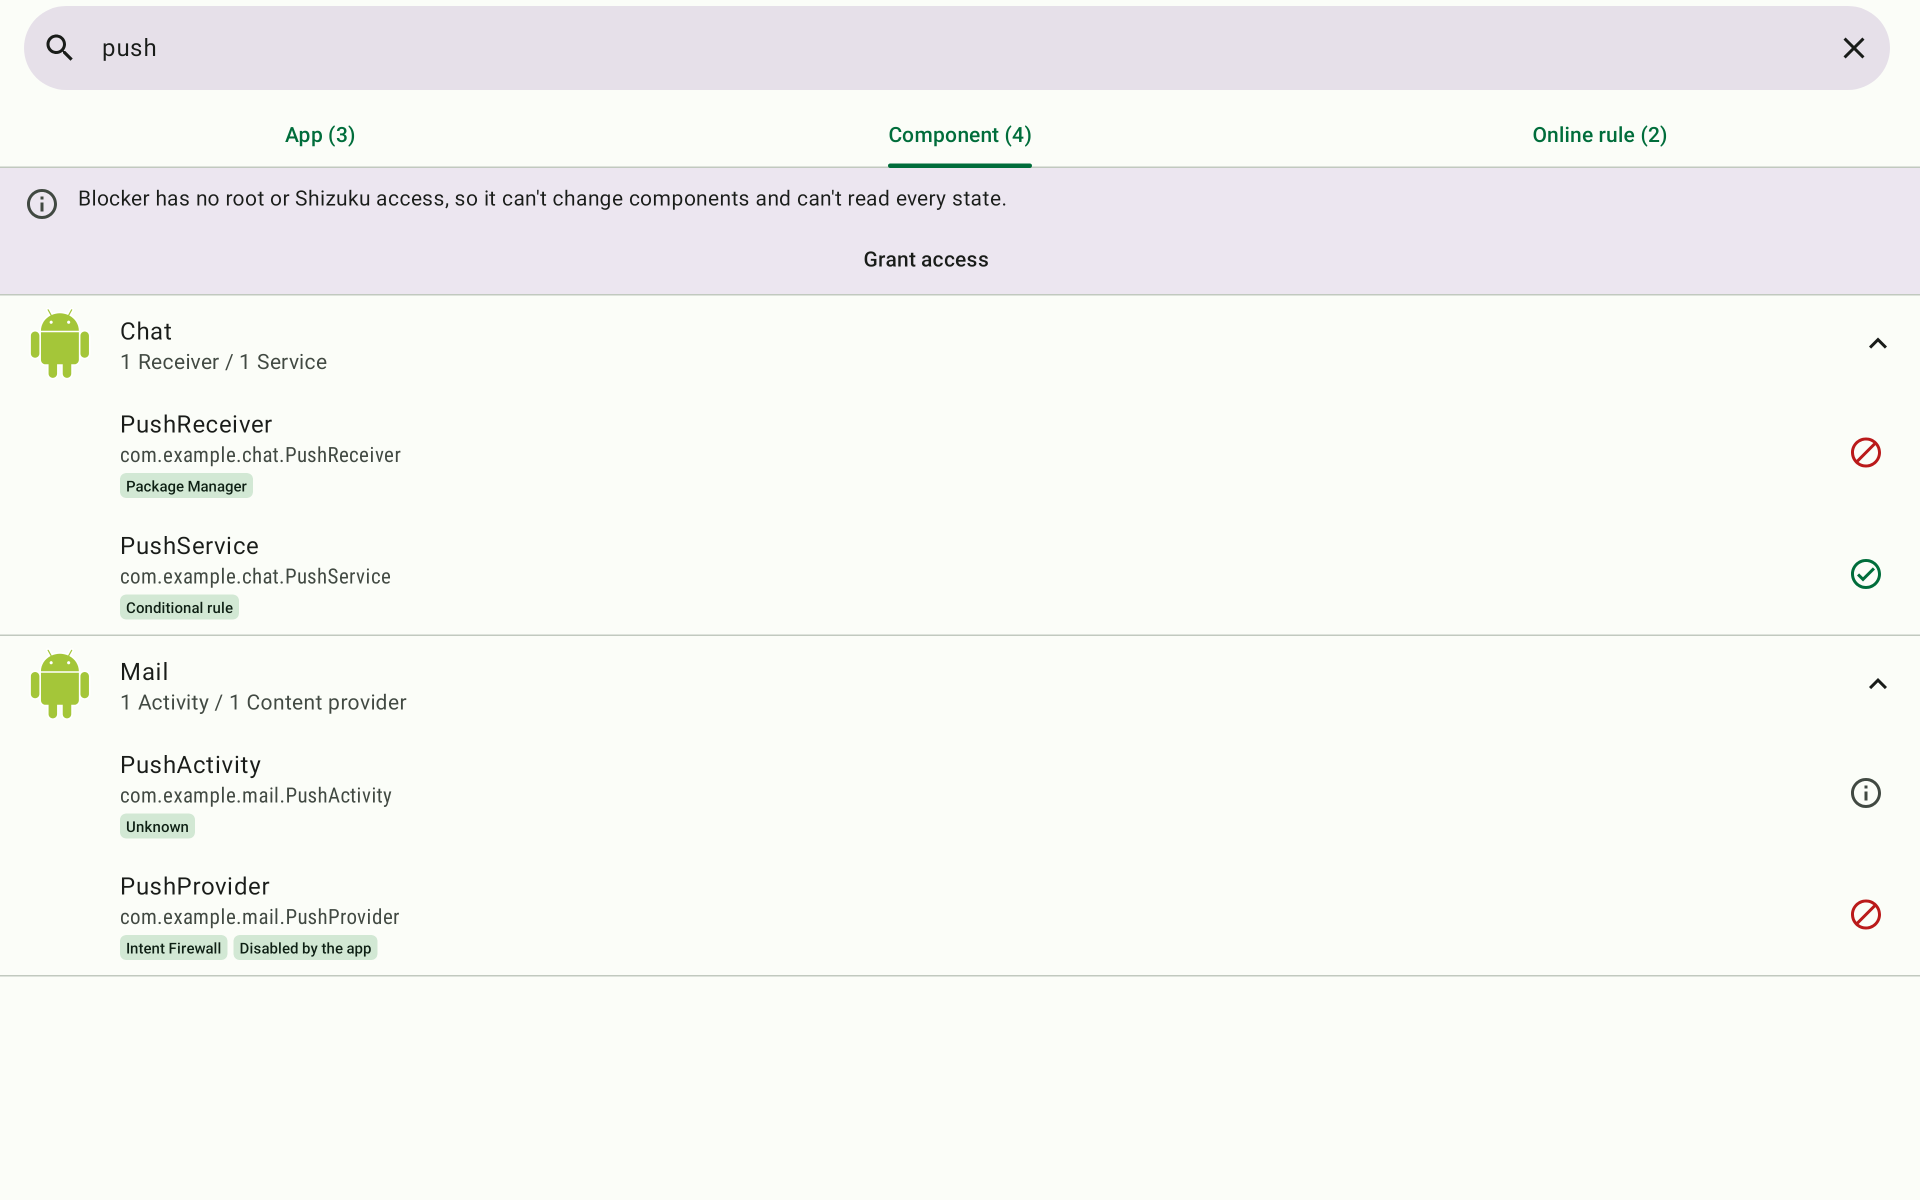 push
App (3)
Component (4)
Online rule (2)
Blocker has no root or Shizuku access, so it can't change components and can't read every state.
Grant access
Chat
1 Receiver / 1 Service
PushReceiver
com.example.chat.PushReceiver
Package Manager
PushService
com.example.chat.PushService
Conditional rule
Mail
1 Activity / 1 Content provider
PushActivity
com.example.mail.PushActivity
Unknown
PushProvider
com.example.mail.PushProvider
Intent Firewall Disabled by the app